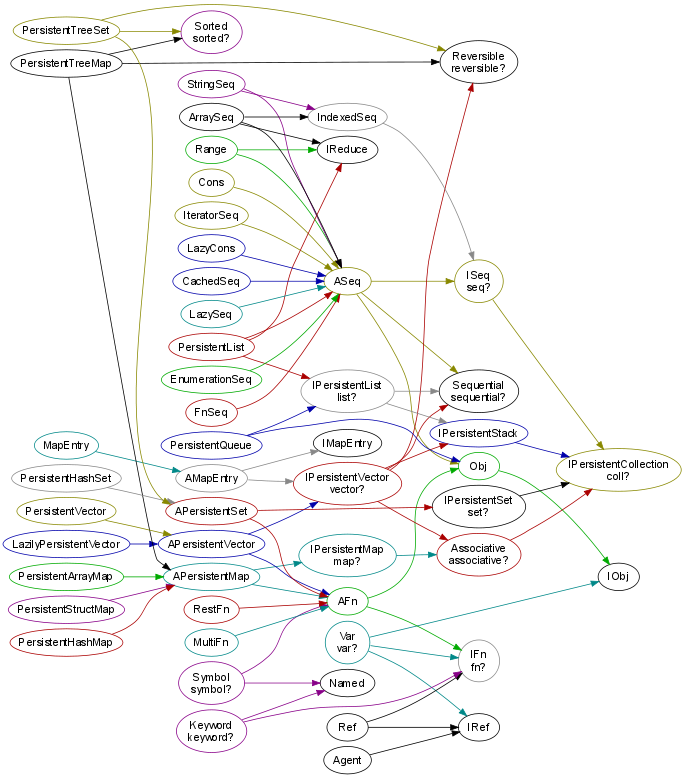 PersistentTreeSet
Sorted
sorted?
PersistentTreeMap
Reversible
reversible?
StringSeq
ArraySeq
IndexedSeq
Range
IReduce
Cons
IteratorSeq
LazyCons
CachedSeq
ASeq
ISeq
seq?
LazySeq
PersistentList
EnumerationSeq
IPersistentList
list?
Sequential
sequential?
FnSeq
MapEntry
PersistentQueue
IMapEntry
IPersistentStack
PersistentHashSet
AMapEntry
IPersistentVector
vector?
Obj
IPersistentCollection
coll?
PersistentVector
APersistentSet
IPersistentSet
set?
LazilyPersistentVector
APersistentVector
IPersistentMap
map?
Associative
associative?
PersistentArrayMap
APersistentMap
IObj
PersistentStructMap
RestFn
AFn
PersistentHashMap
MultiFn
Var
var?
IFn
fn?
Symbol
symbol?
Named
Keyword
keyword?
Ref
IRef
Agent